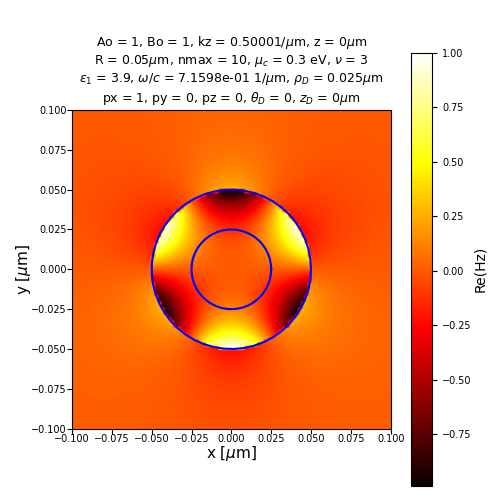 Ao = 1, Bo = 1, kz = 0.50001/μm, z = 0μm
R = 0.05μm, nmax = 10, μc = 0.3 eV, ν = 3
ε1 = 3.9, ω/c = 7.1598e-01 1/μm, ρD = 0.025μm
px = 1, py = 0, pz = 0, θD = 0, zD = 0μm
0.100
0.075
0.050
0.025
0.000
−0.025
−0.050
−0.075
−0.100
y [μm]
−0.100 −0.075 −0.050 −0.025 0.000 0.025 0.050 0.075 0.100
x [μm]
1.00
0.75
0.50
0.25
0.00
−0.25
−0.50
−0.75
Re(Hz)